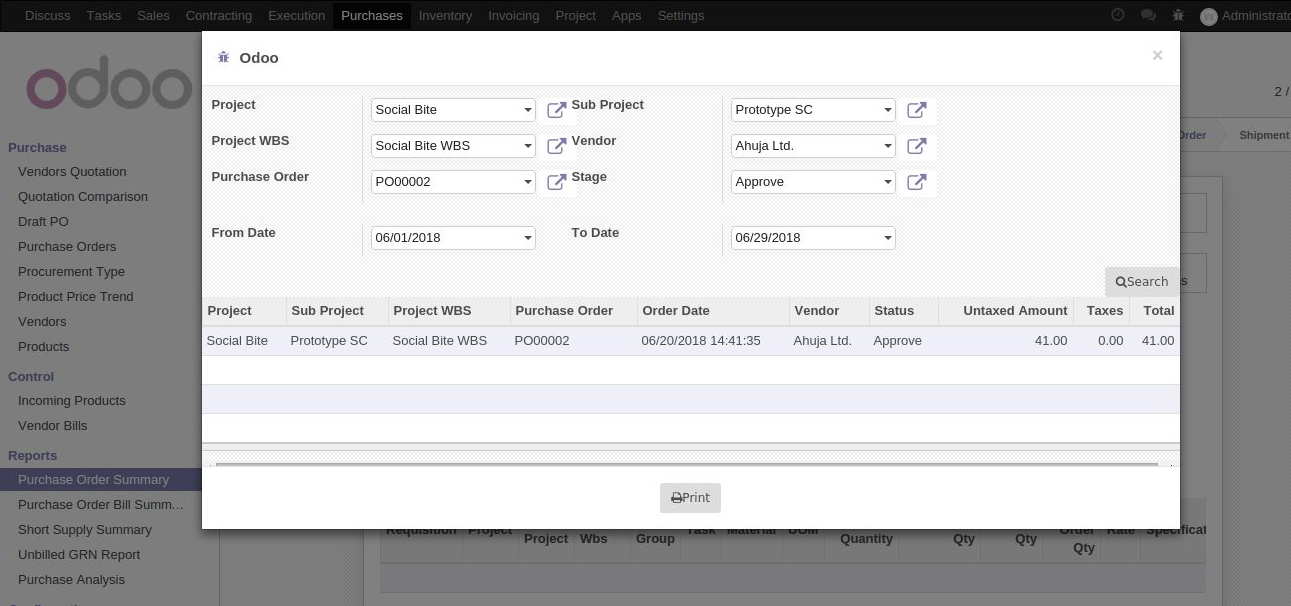 Discuss Tasks Sales Contracting Execution Purchases Inventory Invoicing Project Apps Settings
odoo
Odoo
×
2 /
Project Social Bite Sub Project Prototype SC
Project WBS Social Bite WBS Vendor Ahuja Ltd.
Purchase Order PO00002 Stage Approve
From Date 06/01/2018 To Date 06/29/2018
Search
Project Sub Project Project WBS Purchase Order Order Date Vendor Status Untaxed Amount Taxes Total
Social Bite Prototype SC Social Bite WBS PO00002 06/20/2018 14:41:35 Ahuja Ltd. Approve 41.00 0.00 41.00
Print
Purchase
Vendors Quotation
Quotation Comparison
Draft PO
Purchase Orders
Procurement Type
Product Price Trend
Vendors
Products
Control
Incoming Products
Vendor Bills
Reports
Purchase Order Summary
Purchase Order Bill Summ...
Short Supply Summary
Unbilled GRN Report
Purchase Analysis
Order Shipment
Requisition Project Project Wbs Group Task Material UOM Quantity Qty Qty Order Qty Rate